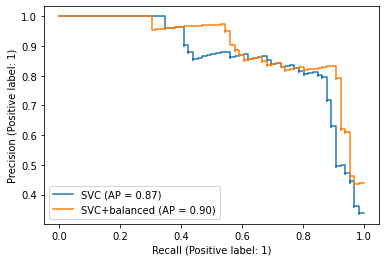 1.0
0.9
0.8
0.7
0.6
0.5
0.4
Precision (Positive label: 1)
SVC (AP = 0.87)
SVC+balanced (AP = 0.90)
0.0 0.2 0.4 0.6 0.8 1.0
Recall (Positive label: 1)